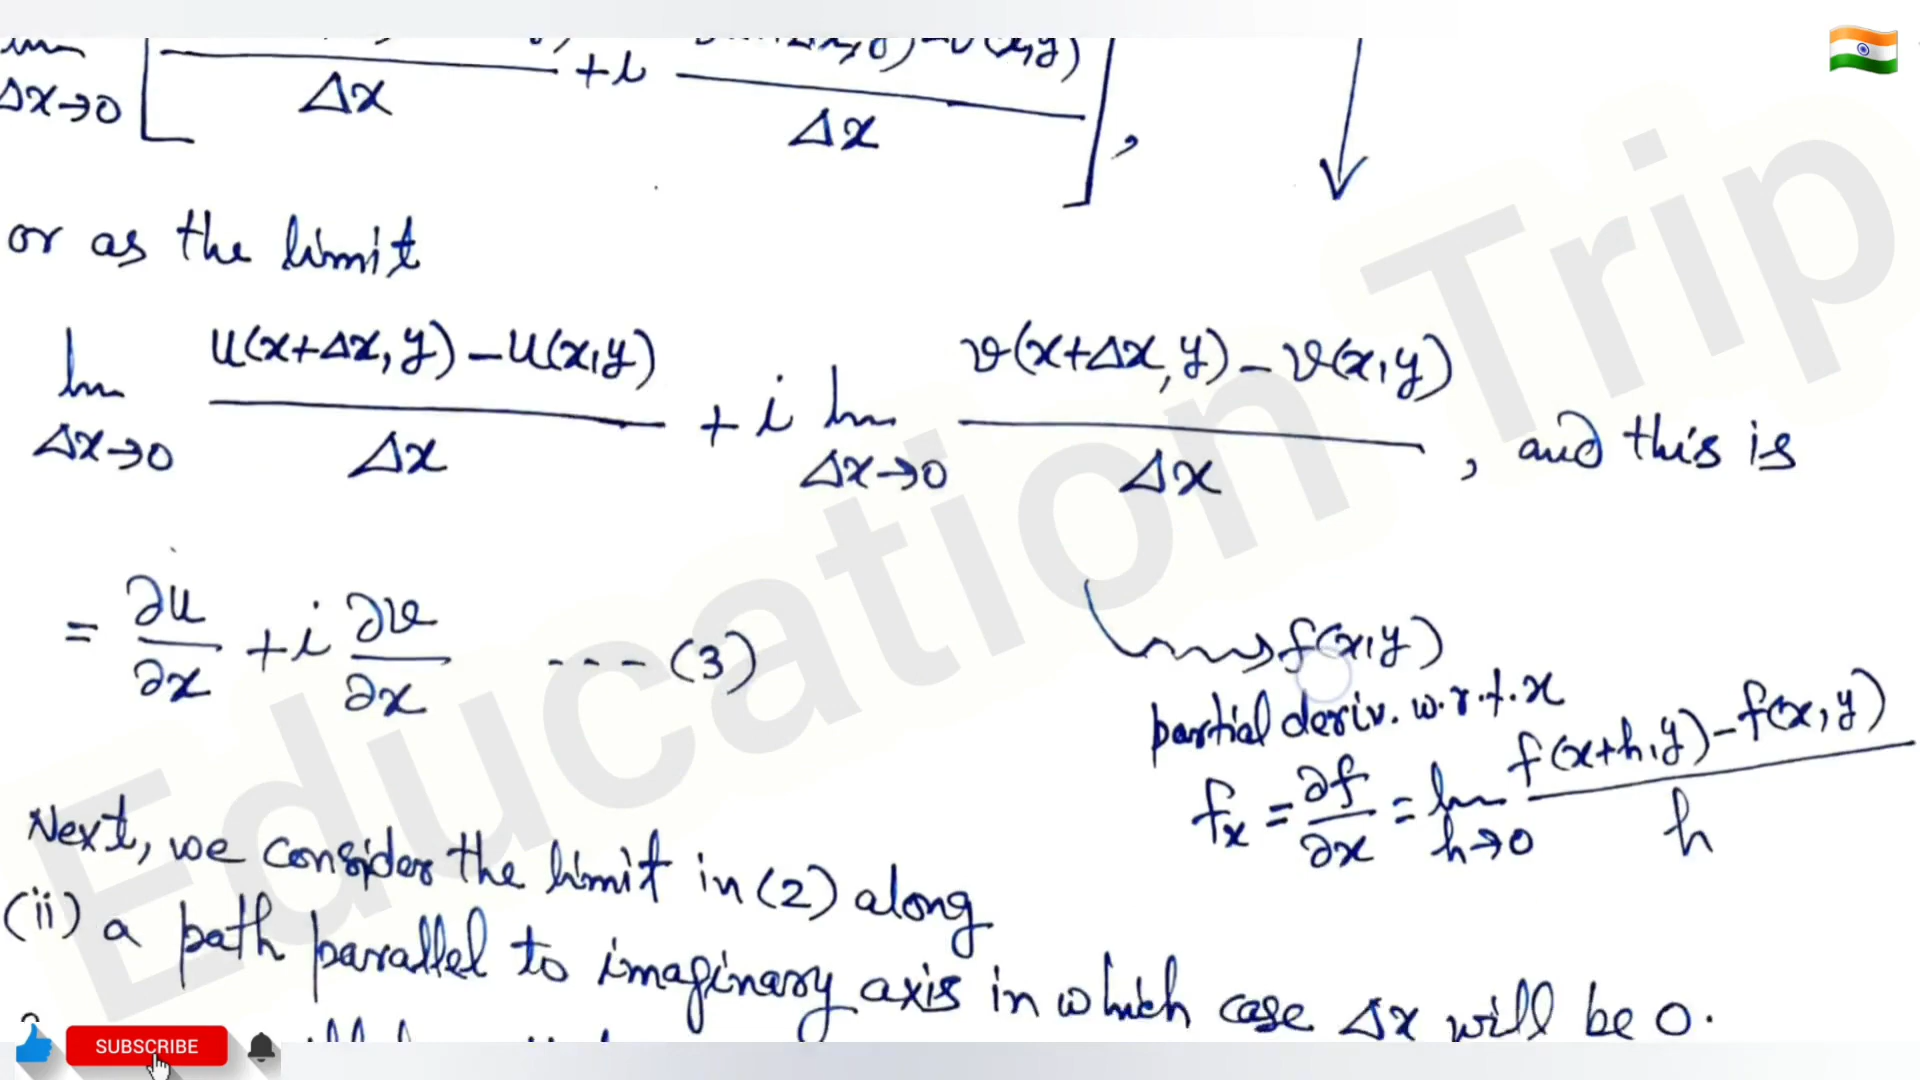 Δx→0 Δx +i Δx→0) - v(x,y) Δx ,
or as the limit
lim Δx→0 u(x+Δx, y) - u(x,y) / Δx + i lim Δx→0 v(x+Δx, y) - v(x,y) / Δx , and this is
= ∂u/∂x + i ∂v/∂x --- (3)
f(x,y)
partial deriv. w.r.t. x
fx = ∂f/∂x = lim h→0 f(x+h,y) - f(x,y) / h
Next, we consider the limit in (2) along
(ii) a path parallel to imaginary axis in which case Δx will be 0.
Education Trip
SUBSCRIBE